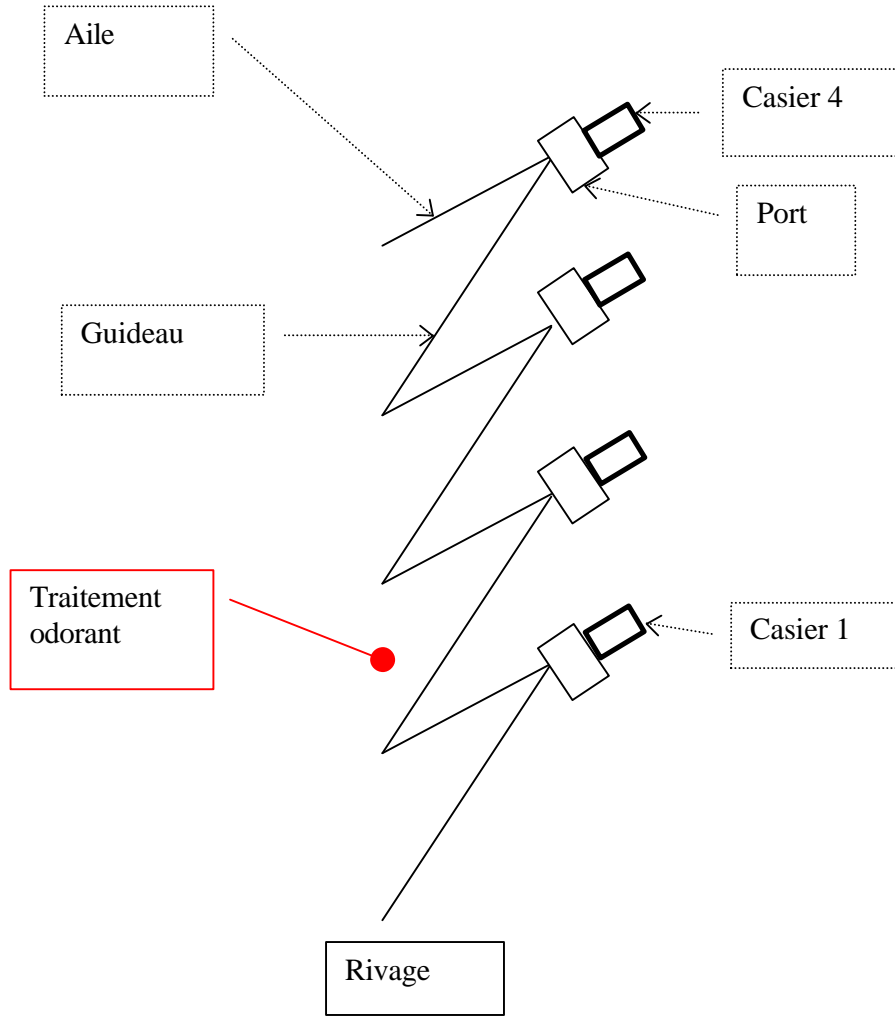 Aile
Casier 4
Port
Guideau
Traitement
odorant
Casier 1
Rivage